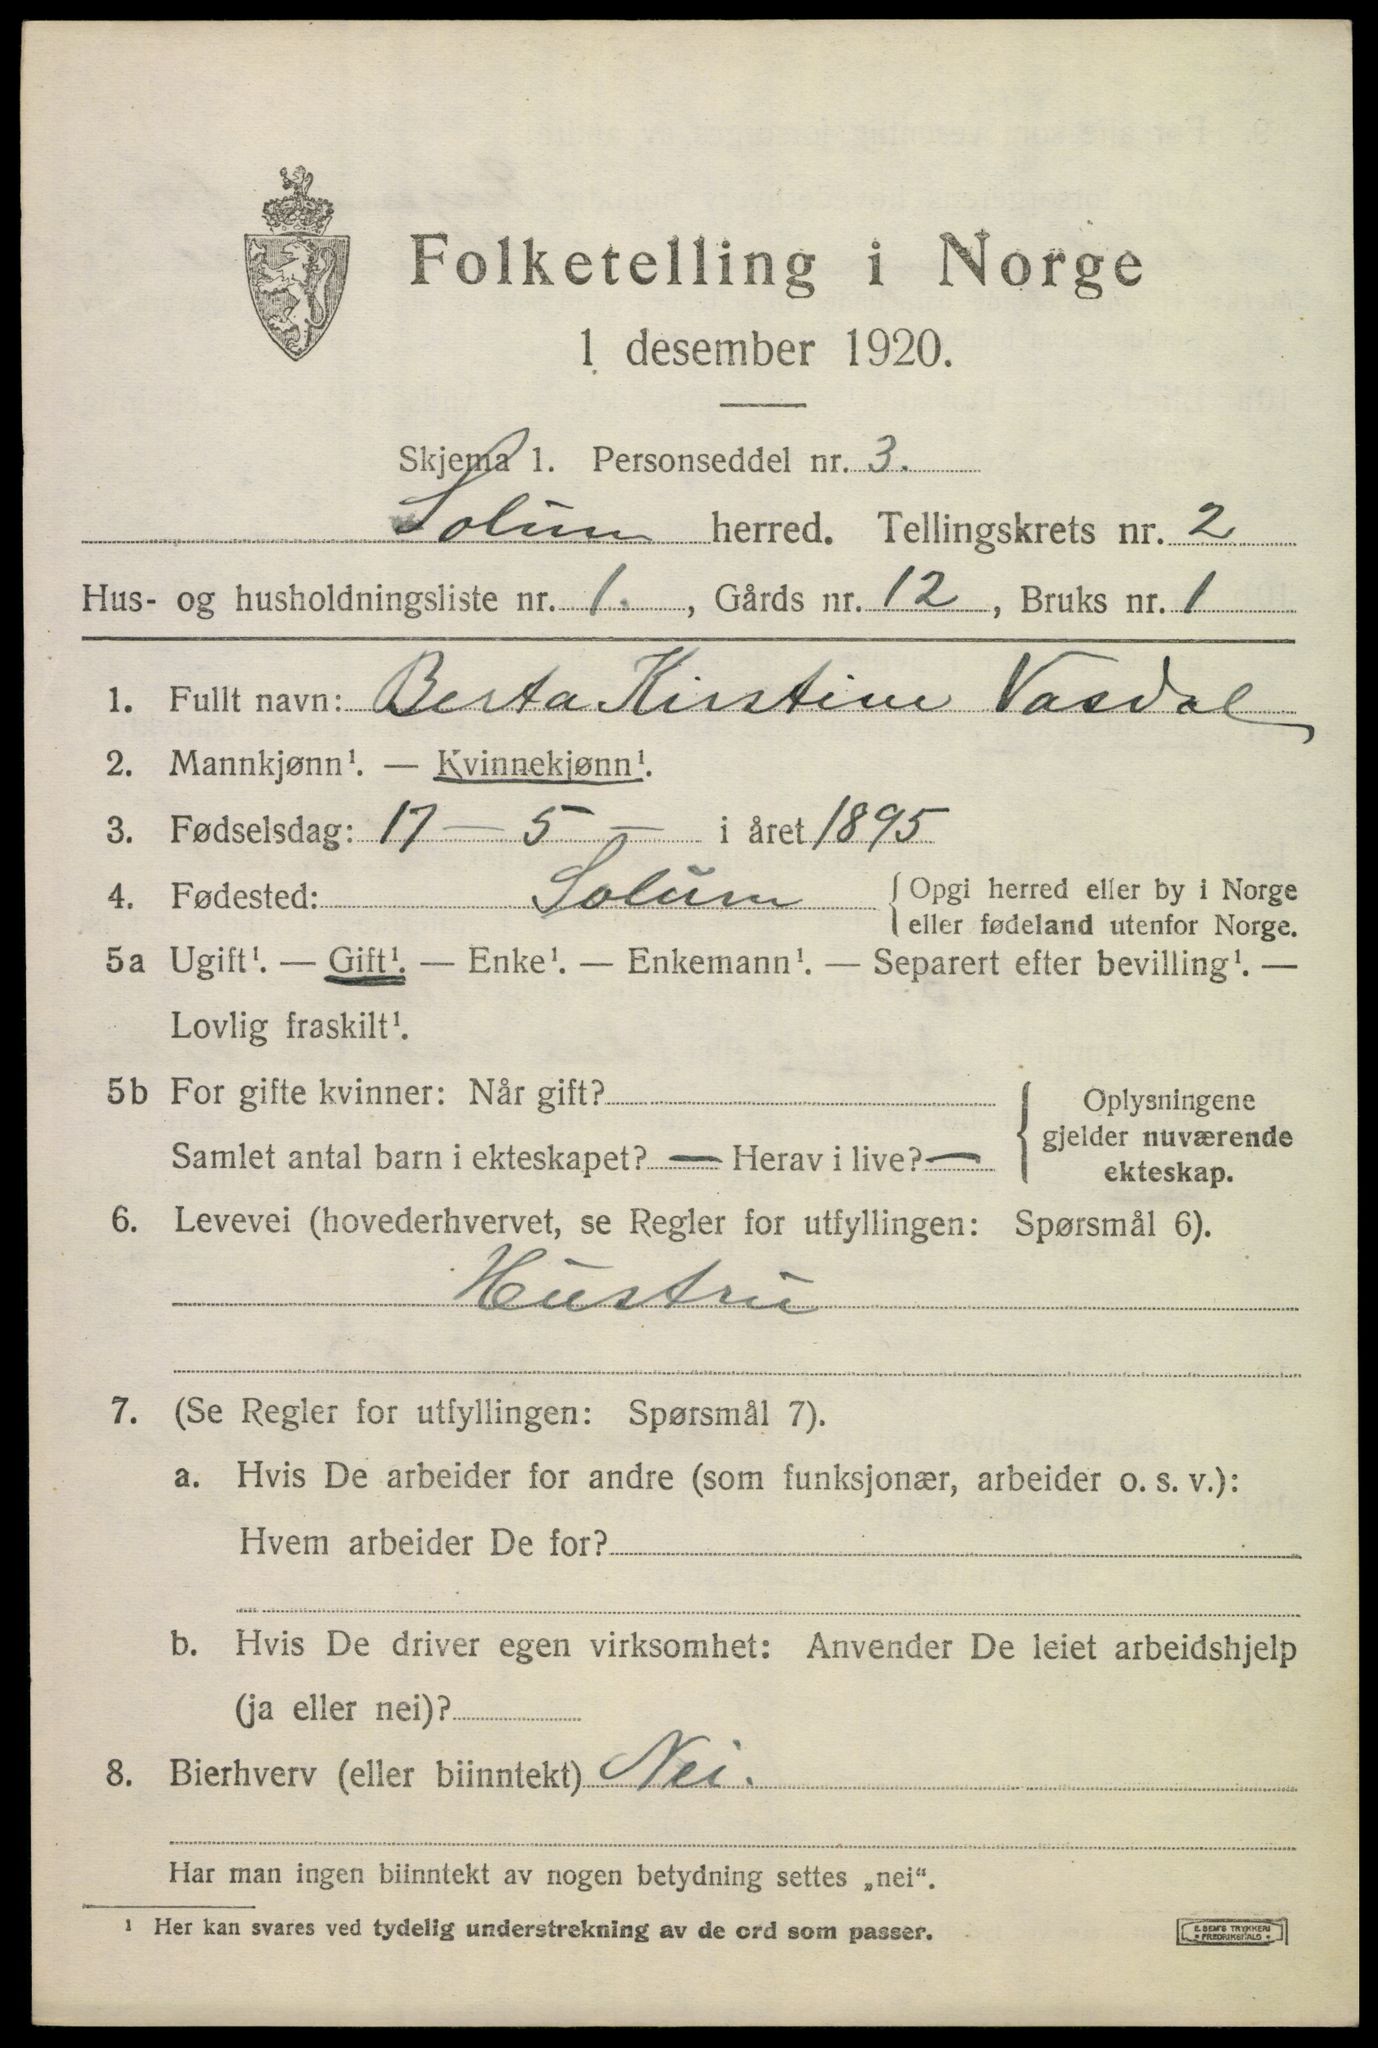 Folketelling i Norge
1 desember 1920.
Skjema 1. Personseddel nr. 3.
Solum herred. Tellingskrets nr. 2
Hus- og husholdningsliste nr. 1., Gårds nr. 12, Bruks nr. 1
1. Fullt navn: Berta Kirstine Vasdal
2. Mannkjønn¹. — Kvinnekjønn¹.
3. Fødselsdag: 17 — 5 — i året 1895
4. Fødested: Solum { Opgi herred eller by i Norge
eller fødeland utenfor Norge.
5a Ugift¹. — Gift¹. — Enke¹. — Enkemann¹. — Separert efter bevilling¹. —
Lovlig fraskilt¹.
5b For gifte kvinner: Når gift? { Oplysningene
gjelder nuværende
ekteskap.
Samlet antal barn i ekteskapet? — Herav i live? —
6. Levevei (hovederhvervet, se Regler for utfyllingen: Spørsmål 6).
Hustru
7. (Se Regler for utfyllingen: Spørsmål 7).
a. Hvis De arbeider for andre (som funksjonær, arbeider o. s. v.):
Hvem arbeider De for?
b. Hvis De driver egen virksomhet: Anvender De leiet arbeidshjelp
(ja eller nei)?
8. Bierhverv (eller biinntekt) Nei.
Har man ingen biinntekt av nogen betydning settes „nei“.
¹ Her kan svares ved tydelig understrekning av de ord som passer.
E. SEM'S TRYKKERI
• FREDRIKSHALD •